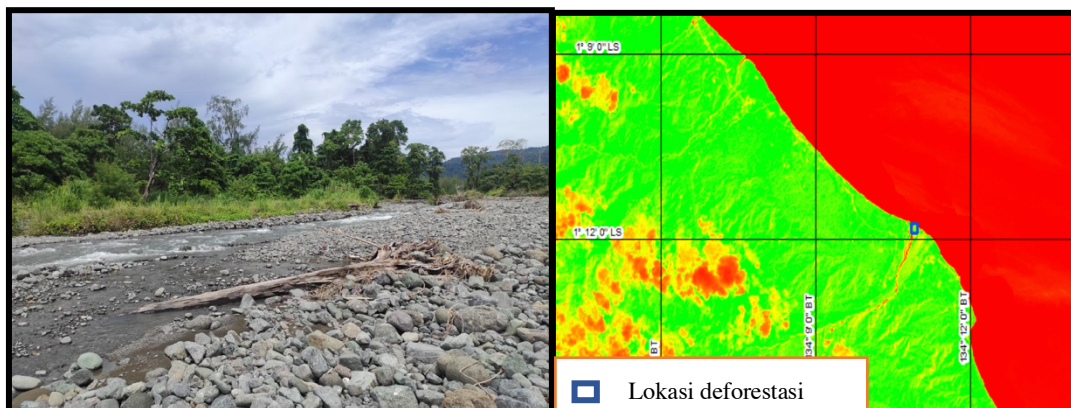 1° 9' 0" LS
1° 12' 0" LS
BT
134° 9' 0" BT
134° 12' 0" BT
Lokasi deforestasi